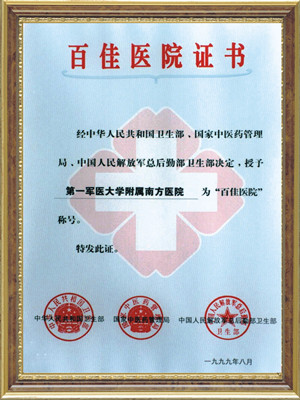 百佳医院证书
经中华人民共和国卫生部、国家中医药管理
局、中国人民解放军总后勤部卫生部决定，授予
第一军医大学附属南方医院 为“百佳医院”
称号。
特发此证。
中华人民共和国卫生部 国家中医药管理局 中国人民解放军总后勤部卫生部
一九九九年八月